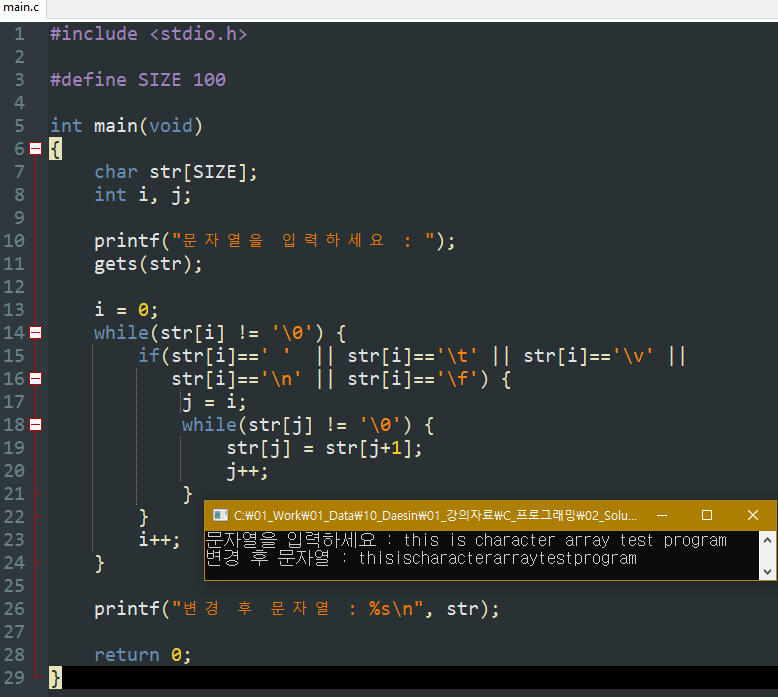 main.c
1 #include <stdio.h>
2
3 #define SIZE 100
4
5 int main(void)
6 {
7 char str[SIZE];
8 int i, j;
9
10 printf("문자열을 입력하세요 : ");
11 gets(str);
12
13 i = 0;
14 while(str[i] != '\0') {
15 if(str[i]==' ' || str[i]=='\t' || str[i]=='\v' ||
16 str[i]=='\n' || str[i]=='\f') {
17 j = i;
18 while(str[j] != '\0') {
19 str[j] = str[j+1];
20 j++;
21 }
22 }
23 i++;
24 }
25
26 printf("변경 후 문자열 : %s\n", str);
27
28 return 0;
29 }
C:₩01_Work₩01_Data₩10_Daesin₩01_강의자료₩C_프로그래밍₩02_Solu...
문자열을 입력하세요 : this is character array test program
변경 후 문자열 : thisischaracterarraytestprogram